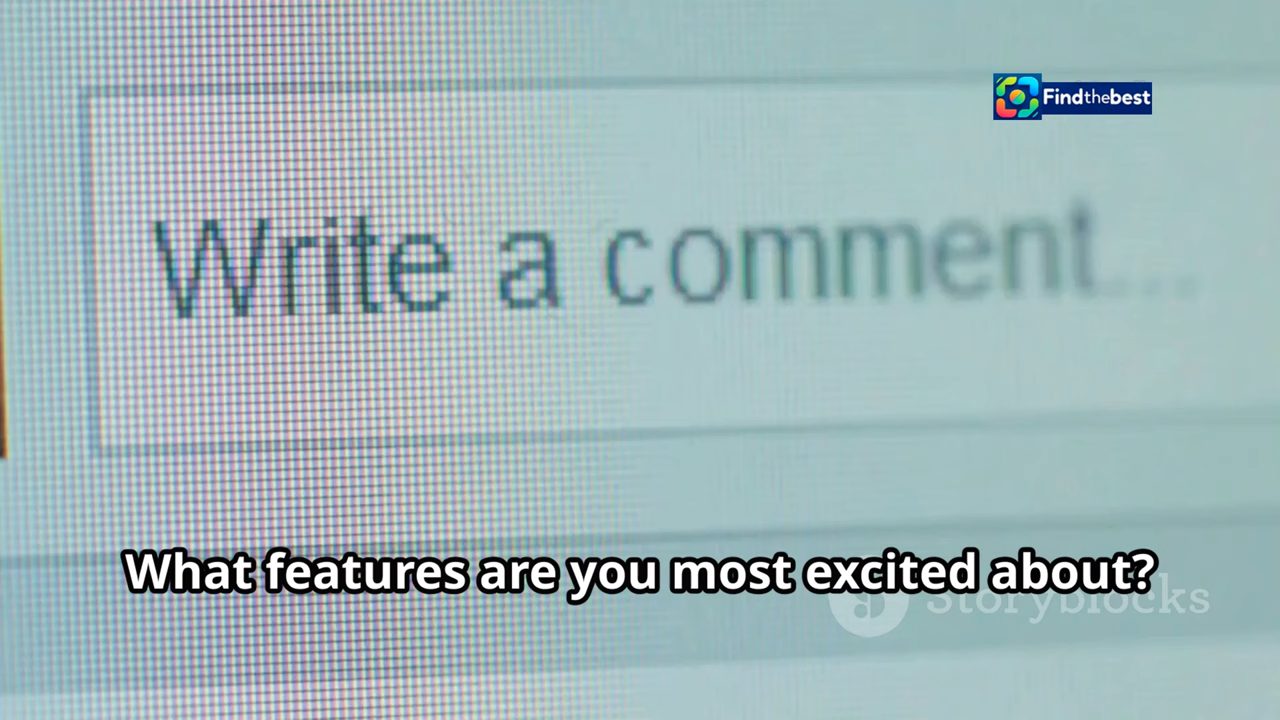 Findthebest
Write a comment...
What features are you most excited about?
Storyblocks